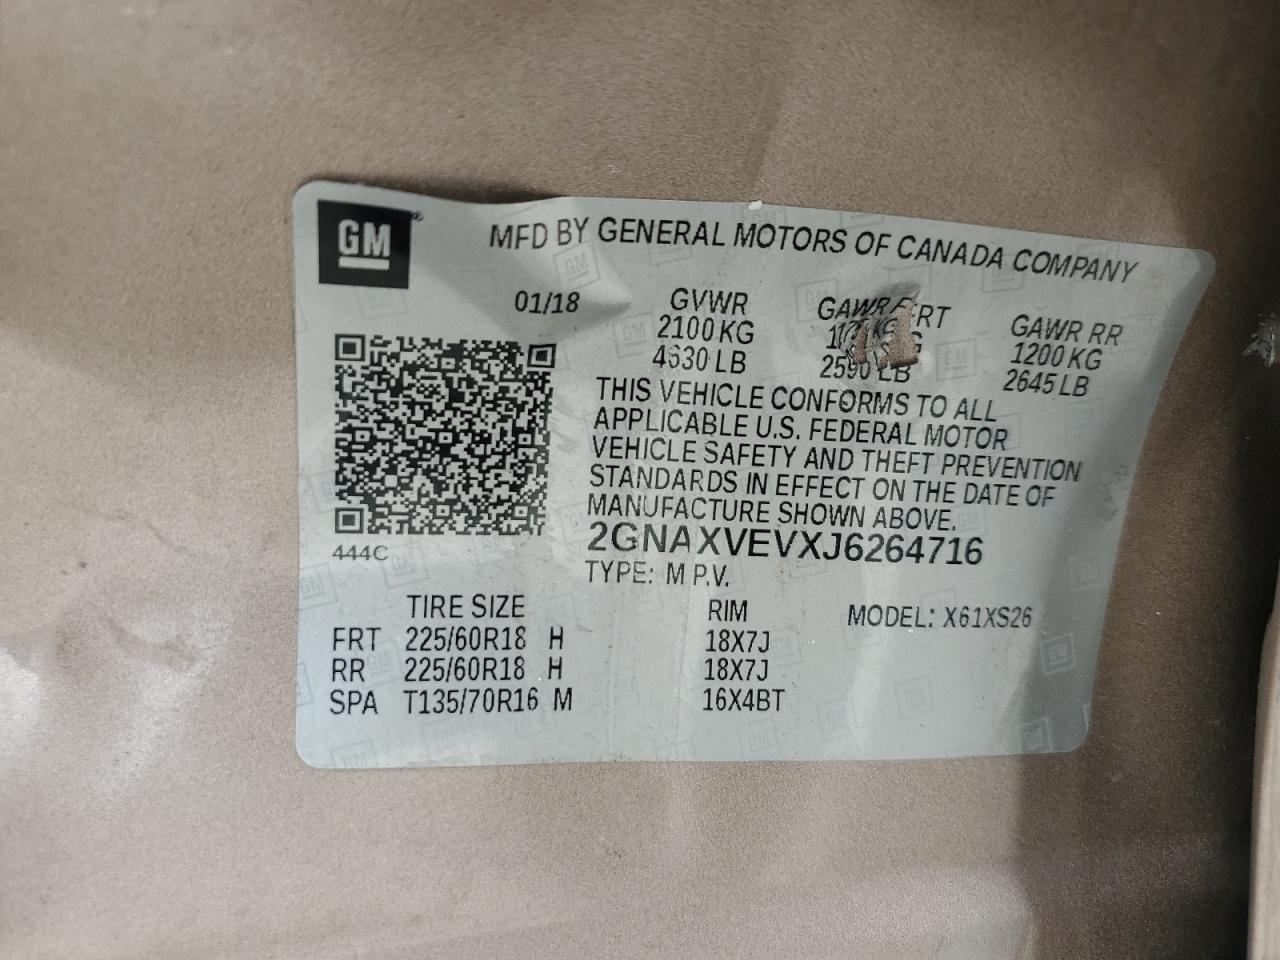 GM
MFD BY GENERAL MOTORS OF CANADA COMPANY
01/18 GVWR GAWR FRT GAWR RR
2100 KG 1200 KG
4630 LB 2590 LB 2645 LB
THIS VEHICLE CONFORMS TO ALL
APPLICABLE U.S. FEDERAL MOTOR
VEHICLE SAFETY AND THEFT PREVENTION
STANDARDS IN EFFECT ON THE DATE OF
MANUFACTURE SHOWN ABOVE.
444C 2GNAXVEVXJ6264716
TYPE: M P.V.
TIRE SIZE RIM MODEL: X61XS26
FRT 225/60R18 H 18X7J
RR 225/60R18 H 18X7J
SPA T135/70R16 M 16X4BT